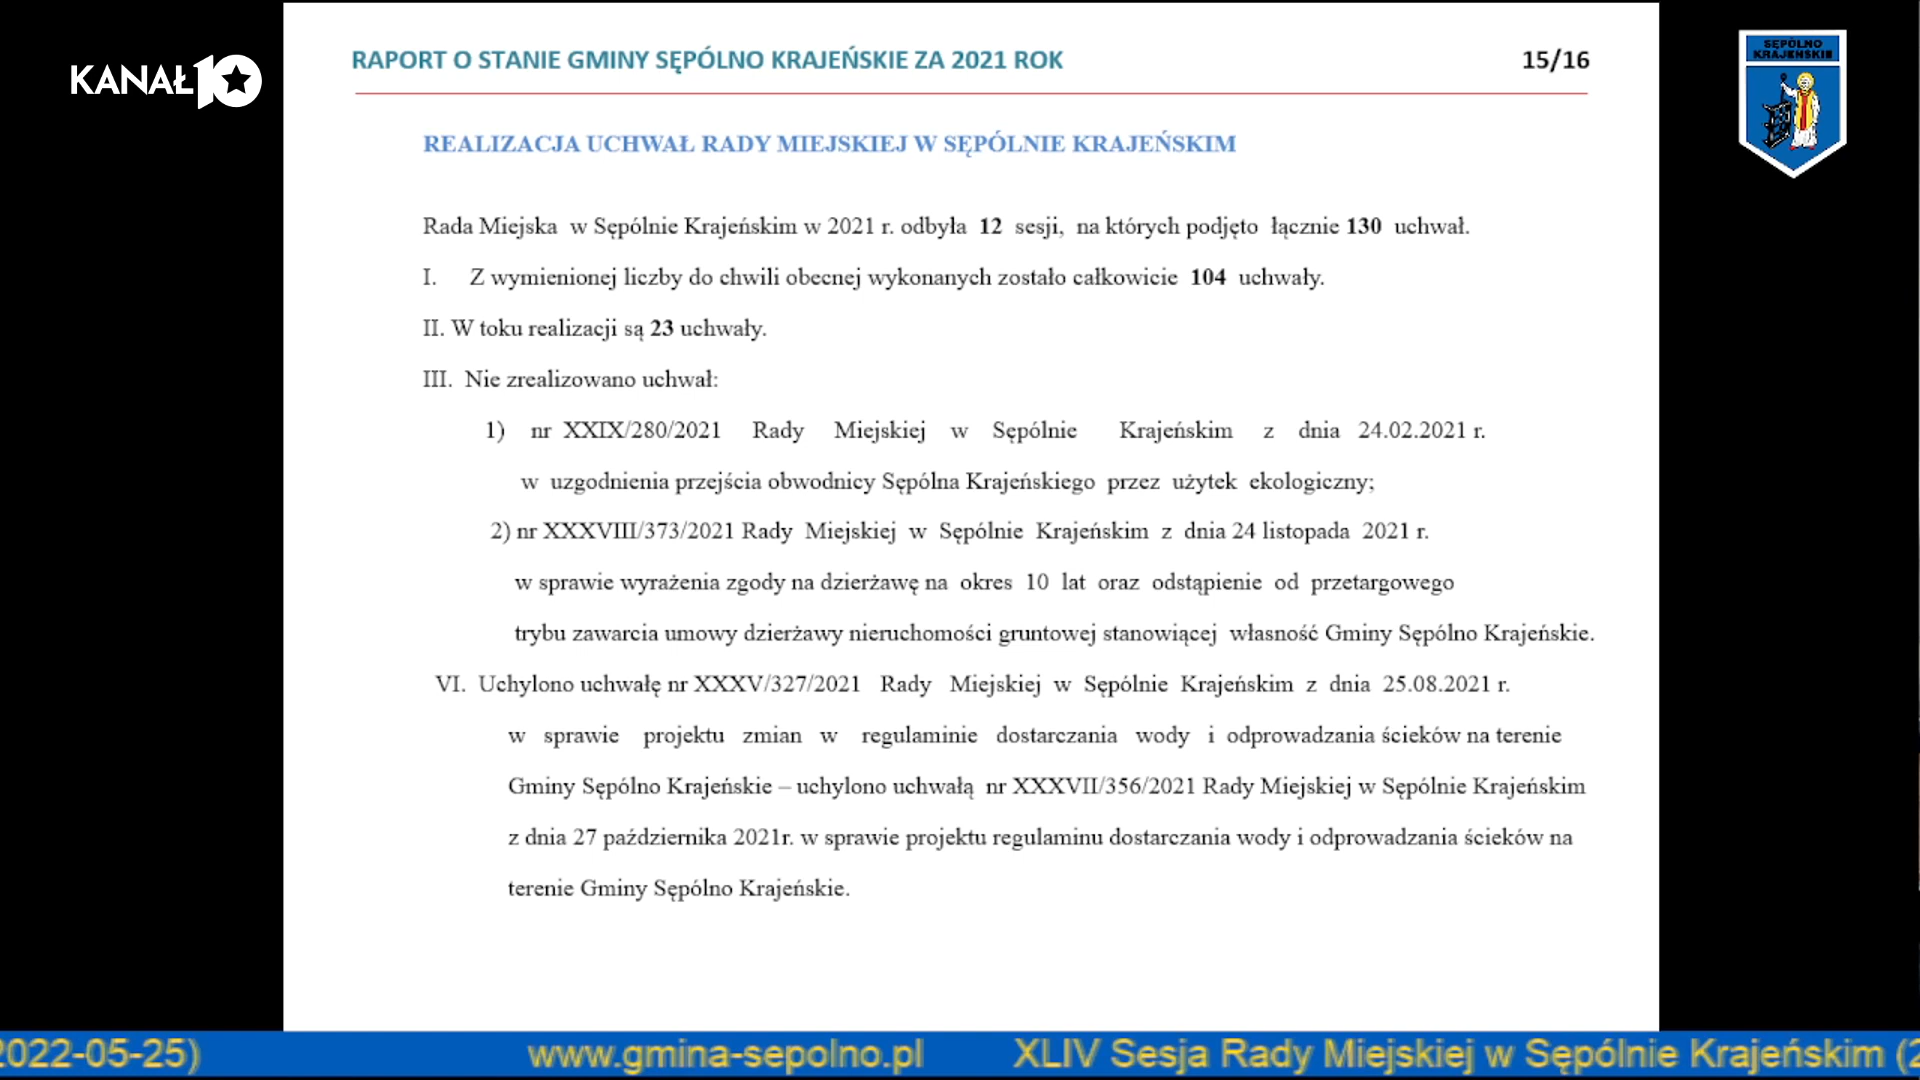 KANAŁ10
RAPORT O STANIE GMINY SĘPÓLNO KRAJEŃSKIE ZA 2021 ROK
15/16
SĘPÓLNO
KRAJEŃSKIE
REALIZACJA UCHWAŁ RADY MIEJSKIEJ W SĘPÓLNIE KRAJEŃSKIM
Rada Miejska w Sępólnie Krajeńskim w 2021 r. odbyła 12 sesji, na których podjęto łącznie 130 uchwał.
I. Z wymienionej liczby do chwili obecnej wykonanych zostało całkowicie 104 uchwały.
II. W toku realizacji są 23 uchwały.
III. Nie zrealizowano uchwał:
1) nr XXIX/280/2021 Rady Miejskiej w Sępólnie Krajeńskim z dnia 24.02.2021 r.
w uzgodnienia przejścia obwodnicy Sępólna Krajeńskiego przez użytek ekologiczny;
2) nr XXXVIII/373/2021 Rady Miejskiej w Sępólnie Krajeńskim z dnia 24 listopada 2021 r.
w sprawie wyrażenia zgody na dzierżawę na okres 10 lat oraz odstąpienie od przetargowego
trybu zawarcia umowy dzierżawy nieruchomości gruntowej stanowiącej własność Gminy Sępólno Krajeńskie.
VI. Uchylono uchwałę nr XXXV/327/2021 Rady Miejskiej w Sępólnie Krajeńskim z dnia 25.08.2021 r.
w sprawie projektu zmian w regulaminie dostarczania wody i odprowadzania ścieków na terenie
Gminy Sępólno Krajeńskie – uchylono uchwałą nr XXXVII/356/2021 Rady Miejskiej w Sępólnie Krajeńskim
z dnia 27 października 2021r. w sprawie projektu regulaminu dostarczania wody i odprowadzania ścieków na
terenie Gminy Sępólno Krajeńskie.
2022-05-25) www.gmina-sepolno.pl XLIV Sesja Rady Miejskiej w Sępólnie Krajeńskim (2